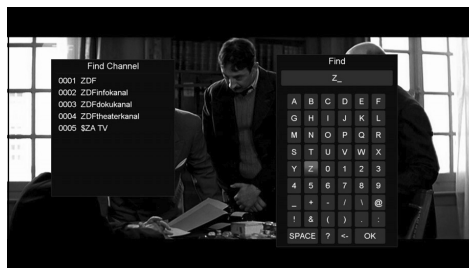 Find Channel
0001 ZDF
0002 ZDFinfokanal
0003 ZDFdokukanal
0004 ZDFtheaterkanal
0005 $ZA TV
Find
Z_
A B C D E F
G H I J K L
M N O P Q R
S T U V W X
Y Z 0 1 2 3
4 5 6 7 8 9
_ + - / \ @
! & ( ) . :
SPACE ? <- OK